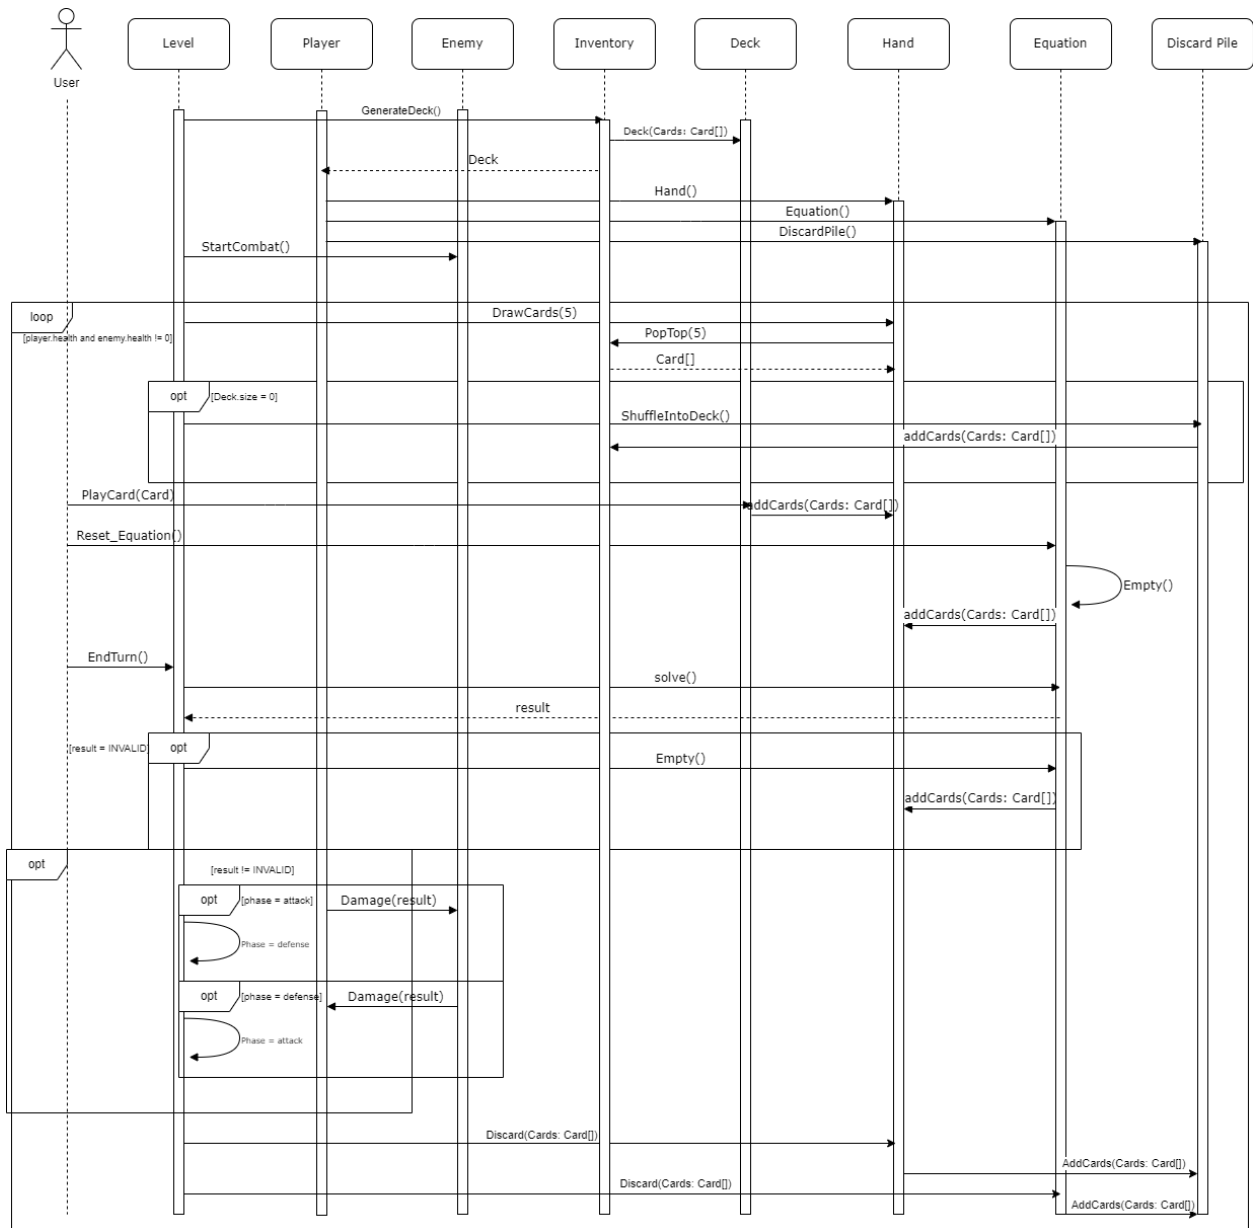 User
Level
Player
Enemy
Inventory
Deck
Hand
Equation
Discard Pile
GenerateDeck()
Deck(Cards: Card[])
Deck
Hand()
Equation()
DiscardPile()
StartCombat()
loop
[player.health and enemy.health != 0]
DrawCards(5)
PopTop(5)
Card[]
opt
[Deck.size = 0]
ShuffleIntoDeck()
addCards(Cards: Card[])
PlayCard(Card)
addCards(Cards: Card[])
Reset_Equation()
Empty()
addCards(Cards: Card[])
EndTurn()
solve()
result
[result = INVALID]
opt
Empty()
addCards(Cards: Card[])
opt
[result != INVALID]
opt
[phase = attack]
Damage(result)
Phase = defense
opt
[phase = defense]
Damage(result)
Phase = attack
Discard(Cards: Card[])
AddCards(Cards: Card[])
Discard(Cards: Card[])
AddCards(Cards: Card[])